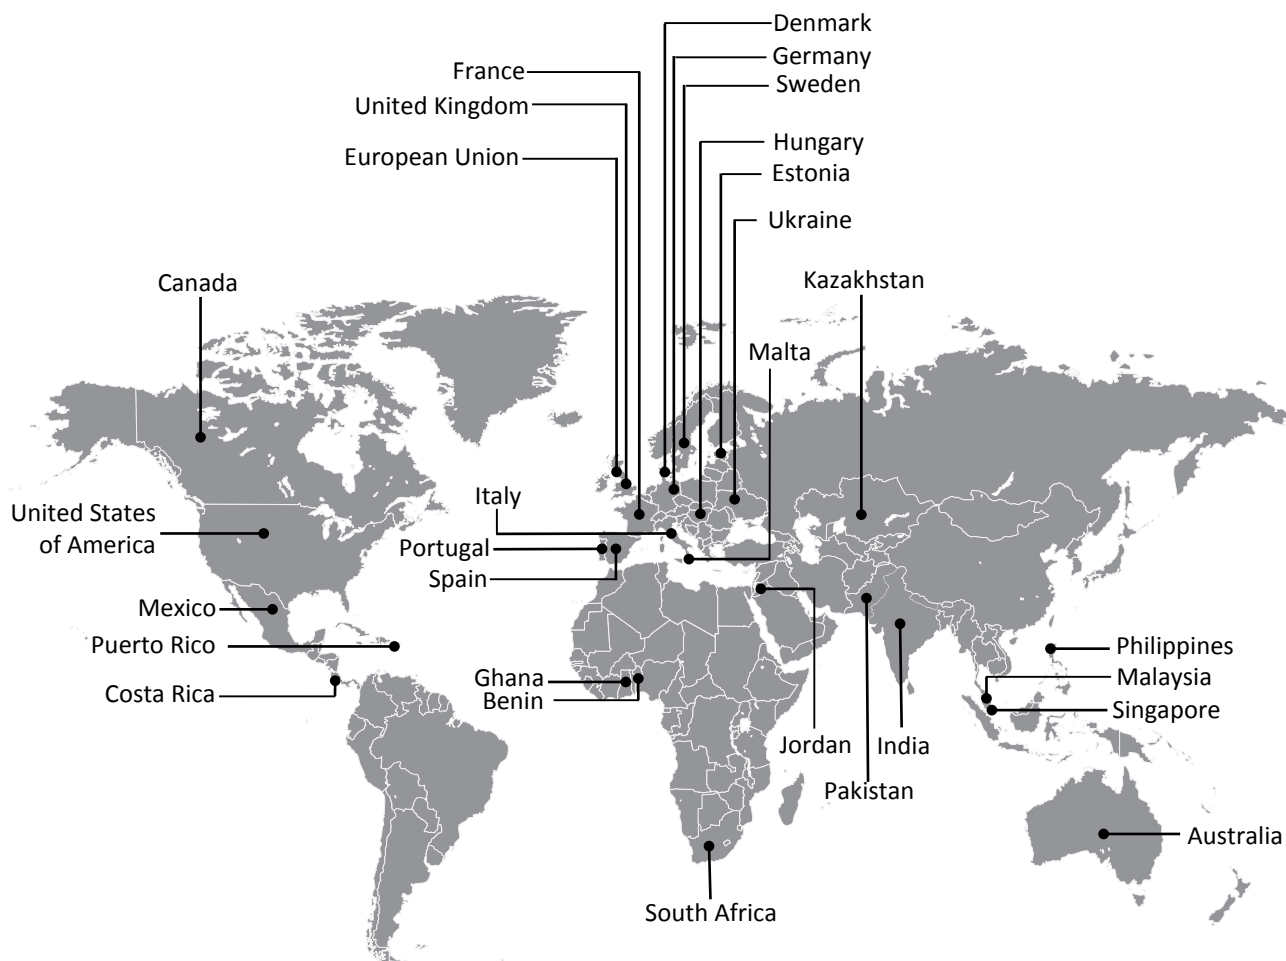 Denmark
Germany
France
Sweden
United Kingdom
Hungary
European Union
Estonia
Ukraine
Canada
Kazakhstan
Malta
Italy
United States
of America
Portugal
Spain
Mexico
Puerto Rico
Philippines
Ghana
Malaysia
Costa Rica
Benin
Singapore
Jordan
India
Pakistan
Australia
South Africa